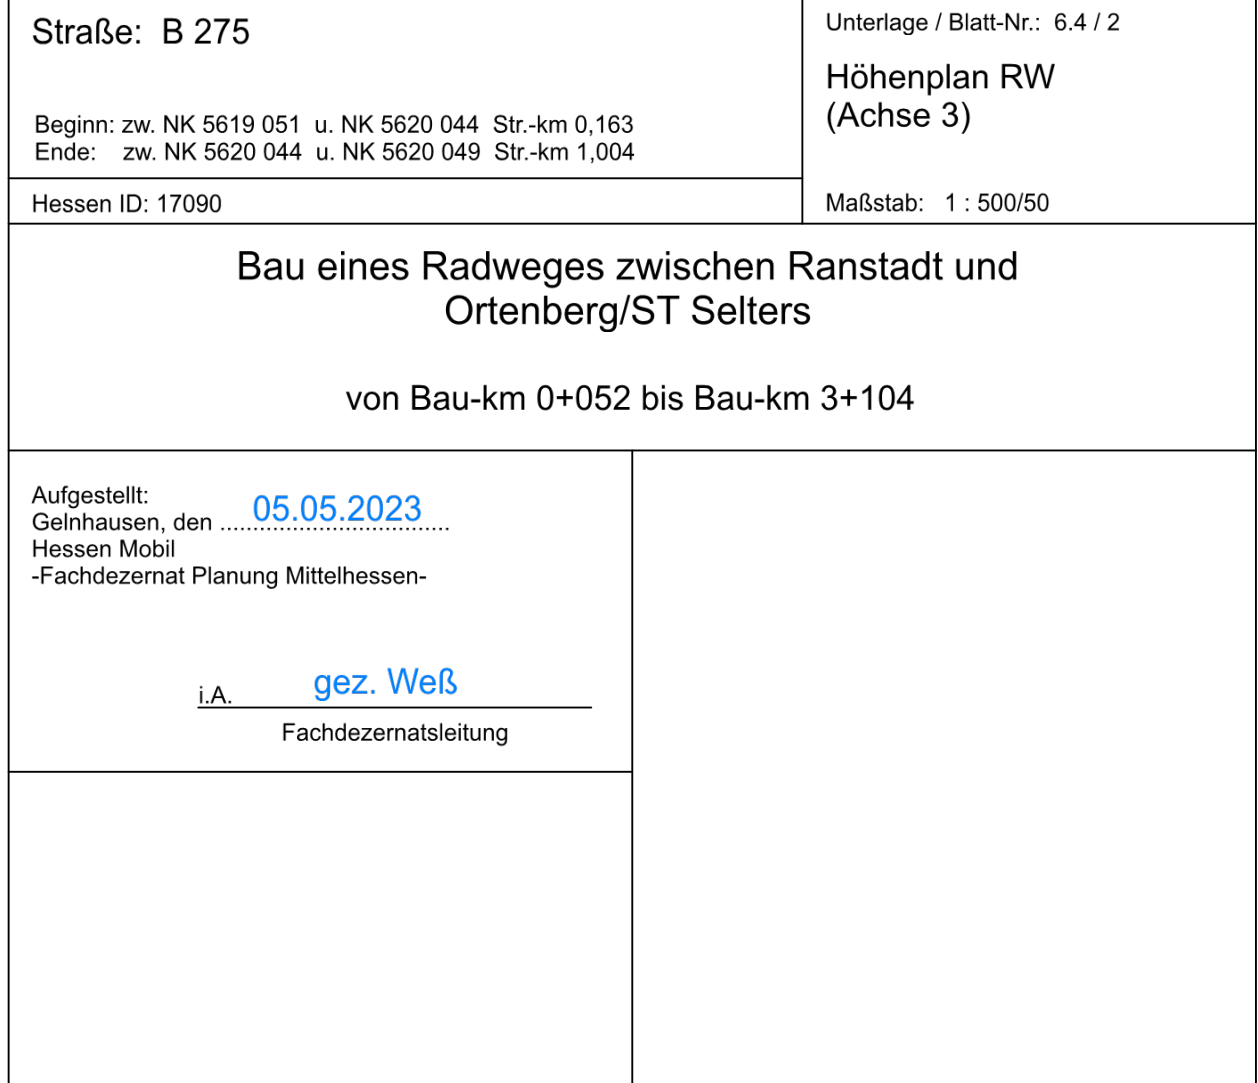 Straße: B 275
Beginn: zw. NK 5619 051 u. NK 5620 044 Str.-km 0,163
Ende: zw. NK 5620 044 u. NK 5620 049 Str.-km 1,004
Hessen ID: 17090
Unterlage / Blatt-Nr.: 6.4 / 2
Höhenplan RW
(Achse 3)
Maßstab: 1 : 500/50
Bau eines Radweges zwischen Ranstadt und
Ortenberg/ST Selters
von Bau-km 0+052 bis Bau-km 3+104
Aufgestellt:
Gelnhausen, den 05.05.2023
Hessen Mobil
-Fachdezernat Planung Mittelhessen-
i.A. gez. Weß
Fachdezernatsleitung